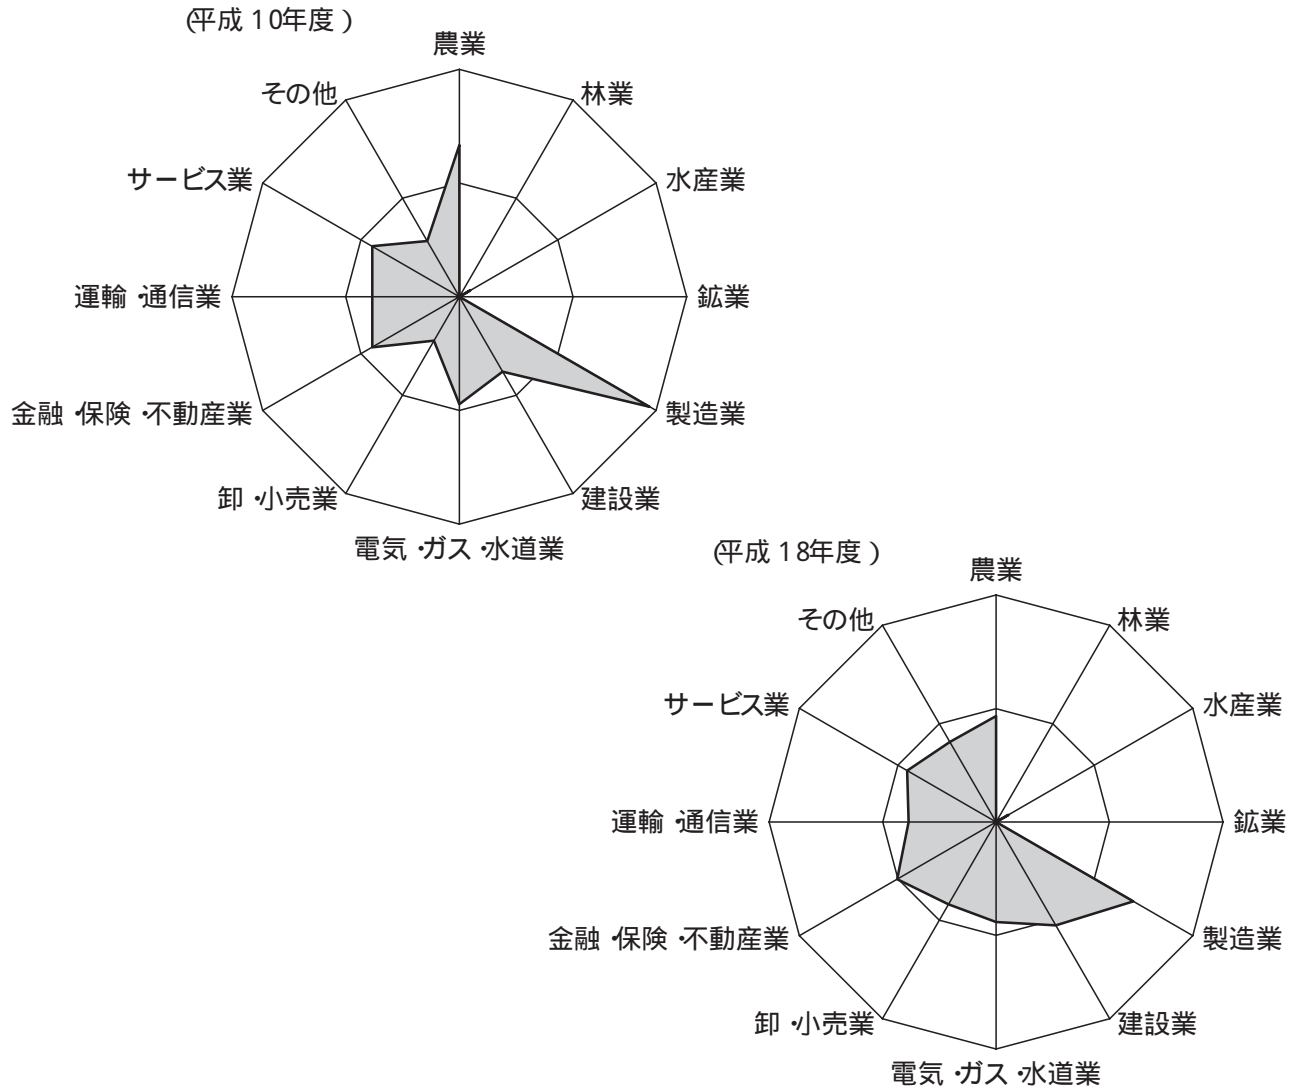 (平成10年度)
農業
その他
林業
サービス業
水産業
運輸・通信業
鉱業
金融・保険・不動産業
製造業
卸・小売業
建設業
電気・ガス・水道業
(平成18年度)
農業
その他
林業
サービス業
水産業
運輸・通信業
鉱業
金融・保険・不動産業
製造業
卸・小売業
建設業
電気・ガス・水道業